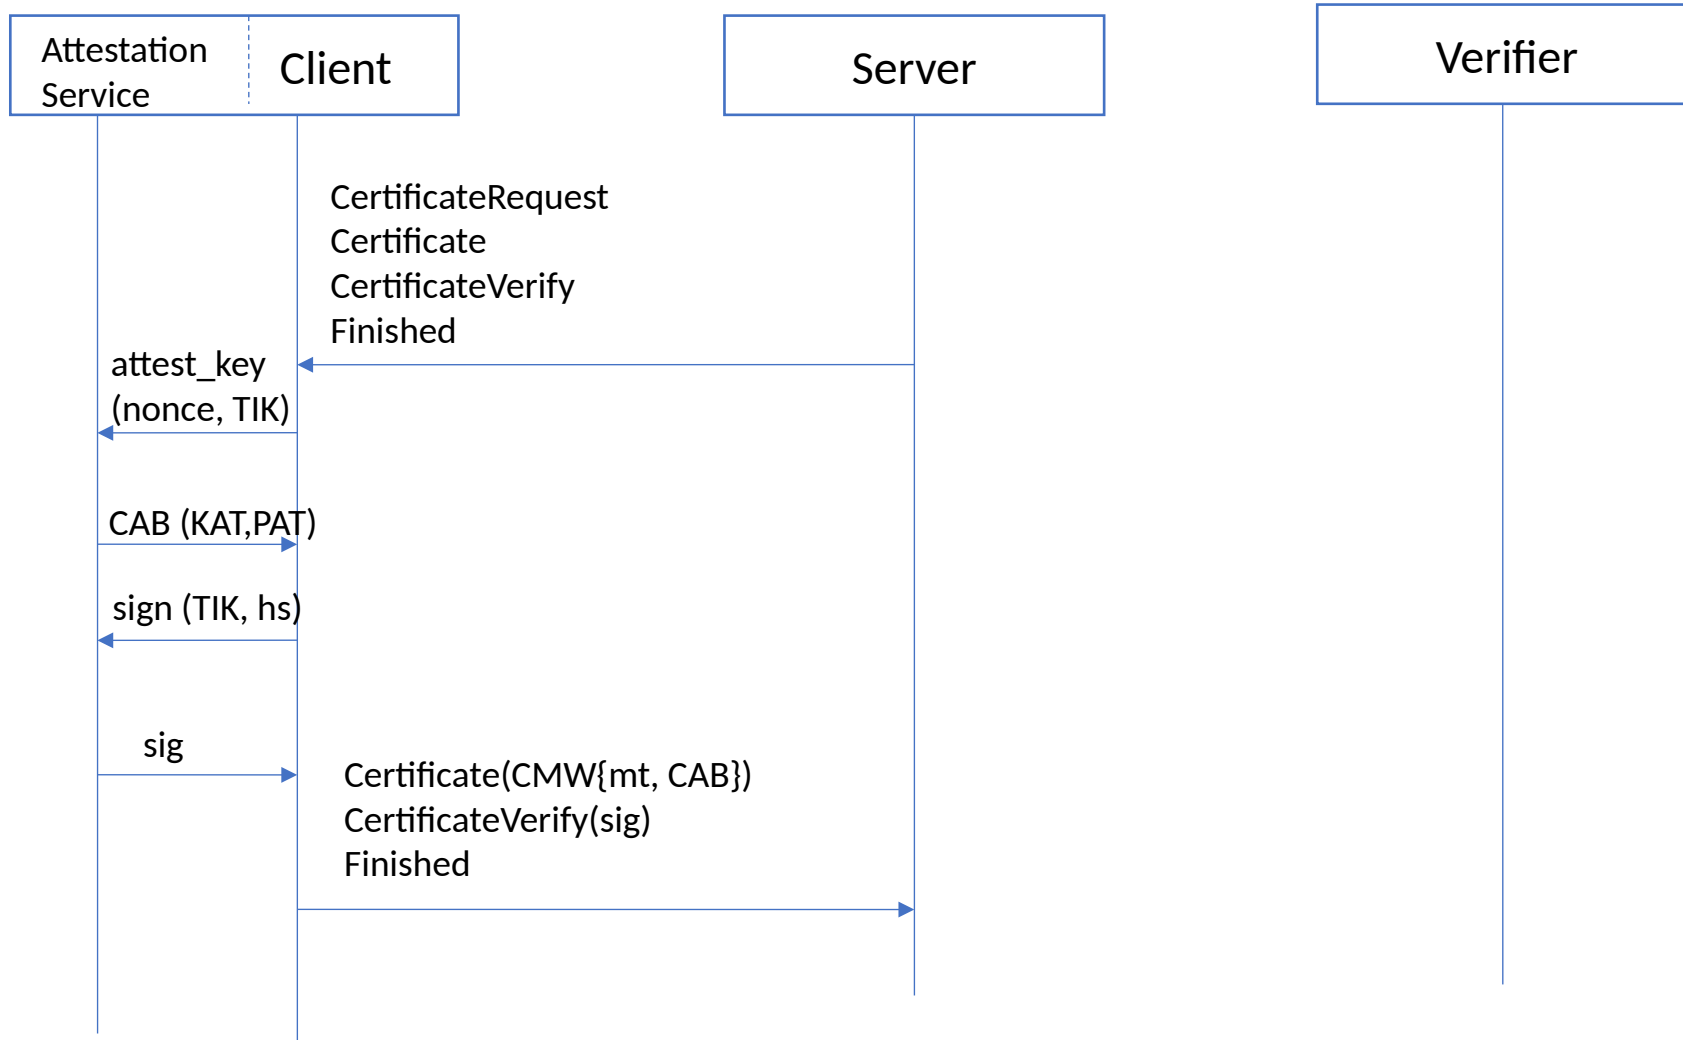 Attestation
Service
Client
Server
Verifier
CertificateRequest
Certificate
CertificateVerify
Finished
attest_key
(nonce, TIK)
CAB (KAT,PAT)
sign (TIK, hs)
sig
Certificate(CMW{mt, CAB})
CertificateVerify(sig)
Finished